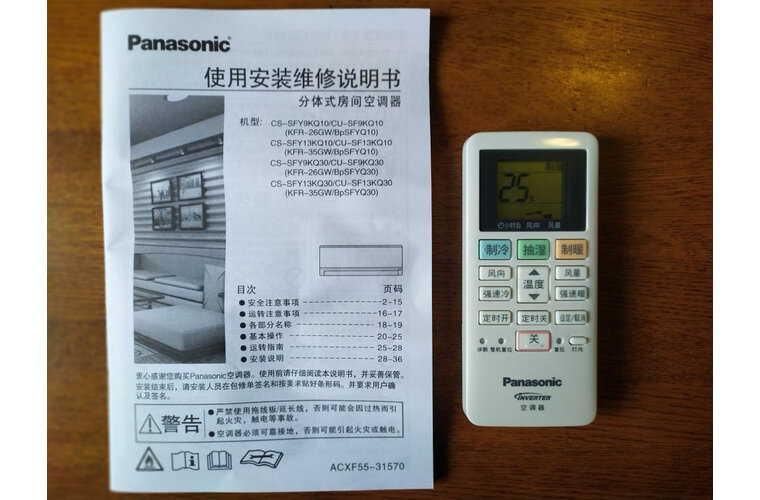 Panasonic
使用安装维修说明书
分体式房间空调器
机型: CS-SFY9KQ10/CU-SF9KQ10
(KFR-26GW/BpSFYQ10)
CS-SFY13KQ10/CU-SF13KQ10
(KFR-35GW/BpSFYQ10)
CS-SFY9KQ30/CU-SF9KQ30
(KFR-26GW/BpSFYQ30)
CS-SFY13KQ30/CU-SF13KQ30
(KFR-35GW/BpSFYQ30)
目次 页码
● 安全注意事项 2-15
● 运转注意事项 16-17
● 各部分名称 18-19
● 基本操作 20-25
● 运转指南 25-28
● 安装说明 28-36
衷心感谢您购买Panasonic空调器。使用前请仔细阅读本说明书,并妥善保管。
安装结束后,请安装人员在包修单签名和按要求贴好条形码。并要求用户确
认及签名。
警告
● 严禁使用拖线板/延长线,否则可能会因过热而引
起火灾,触电等事故。
● 空调器必须可靠接地,否则可能引起火灾或触电。
ACXF55-31570
25℃
小时后 风向 风量
制冷 抽湿 制暖
风向 温度 风量
强速冷 强速暖
定时开 定时关 设定/取消
关
诊断 整机复位 复位 灯光
Panasonic
INVERTER
空调器